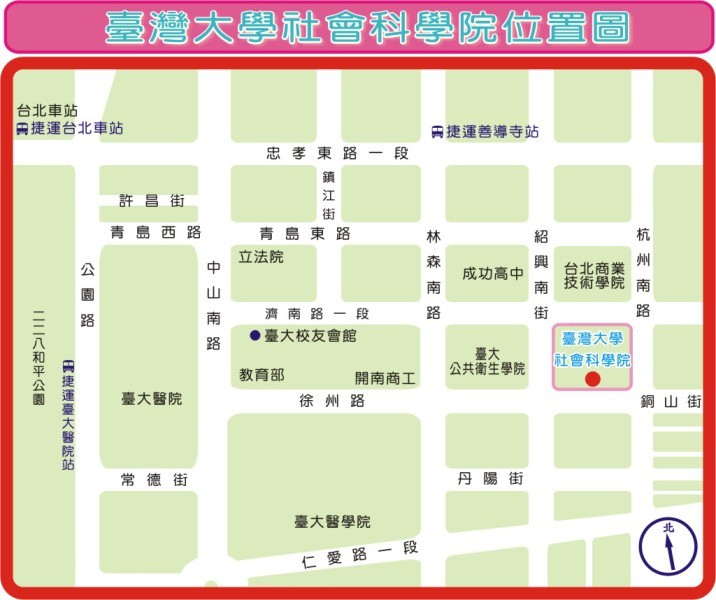 臺灣大學社會科學院位置圖
台北車站
捷運台北車站
捷運善導寺站
忠孝東路一段
鎮江街
許昌街
青島西路
青島東路
林森南路
紹興南街
杭州南路
立法院
成功高中
台北商業
技術學院
公園路
中山南路
濟南路一段
二二八和平公園
臺大校友會館
臺灣大學
社會科學院
臺大
公共衛生學院
捷運臺大醫院站
教育部
開南商工
臺大醫院
徐州路
銅山街
常德街
丹陽街
臺大醫學院
仁愛路一段
北